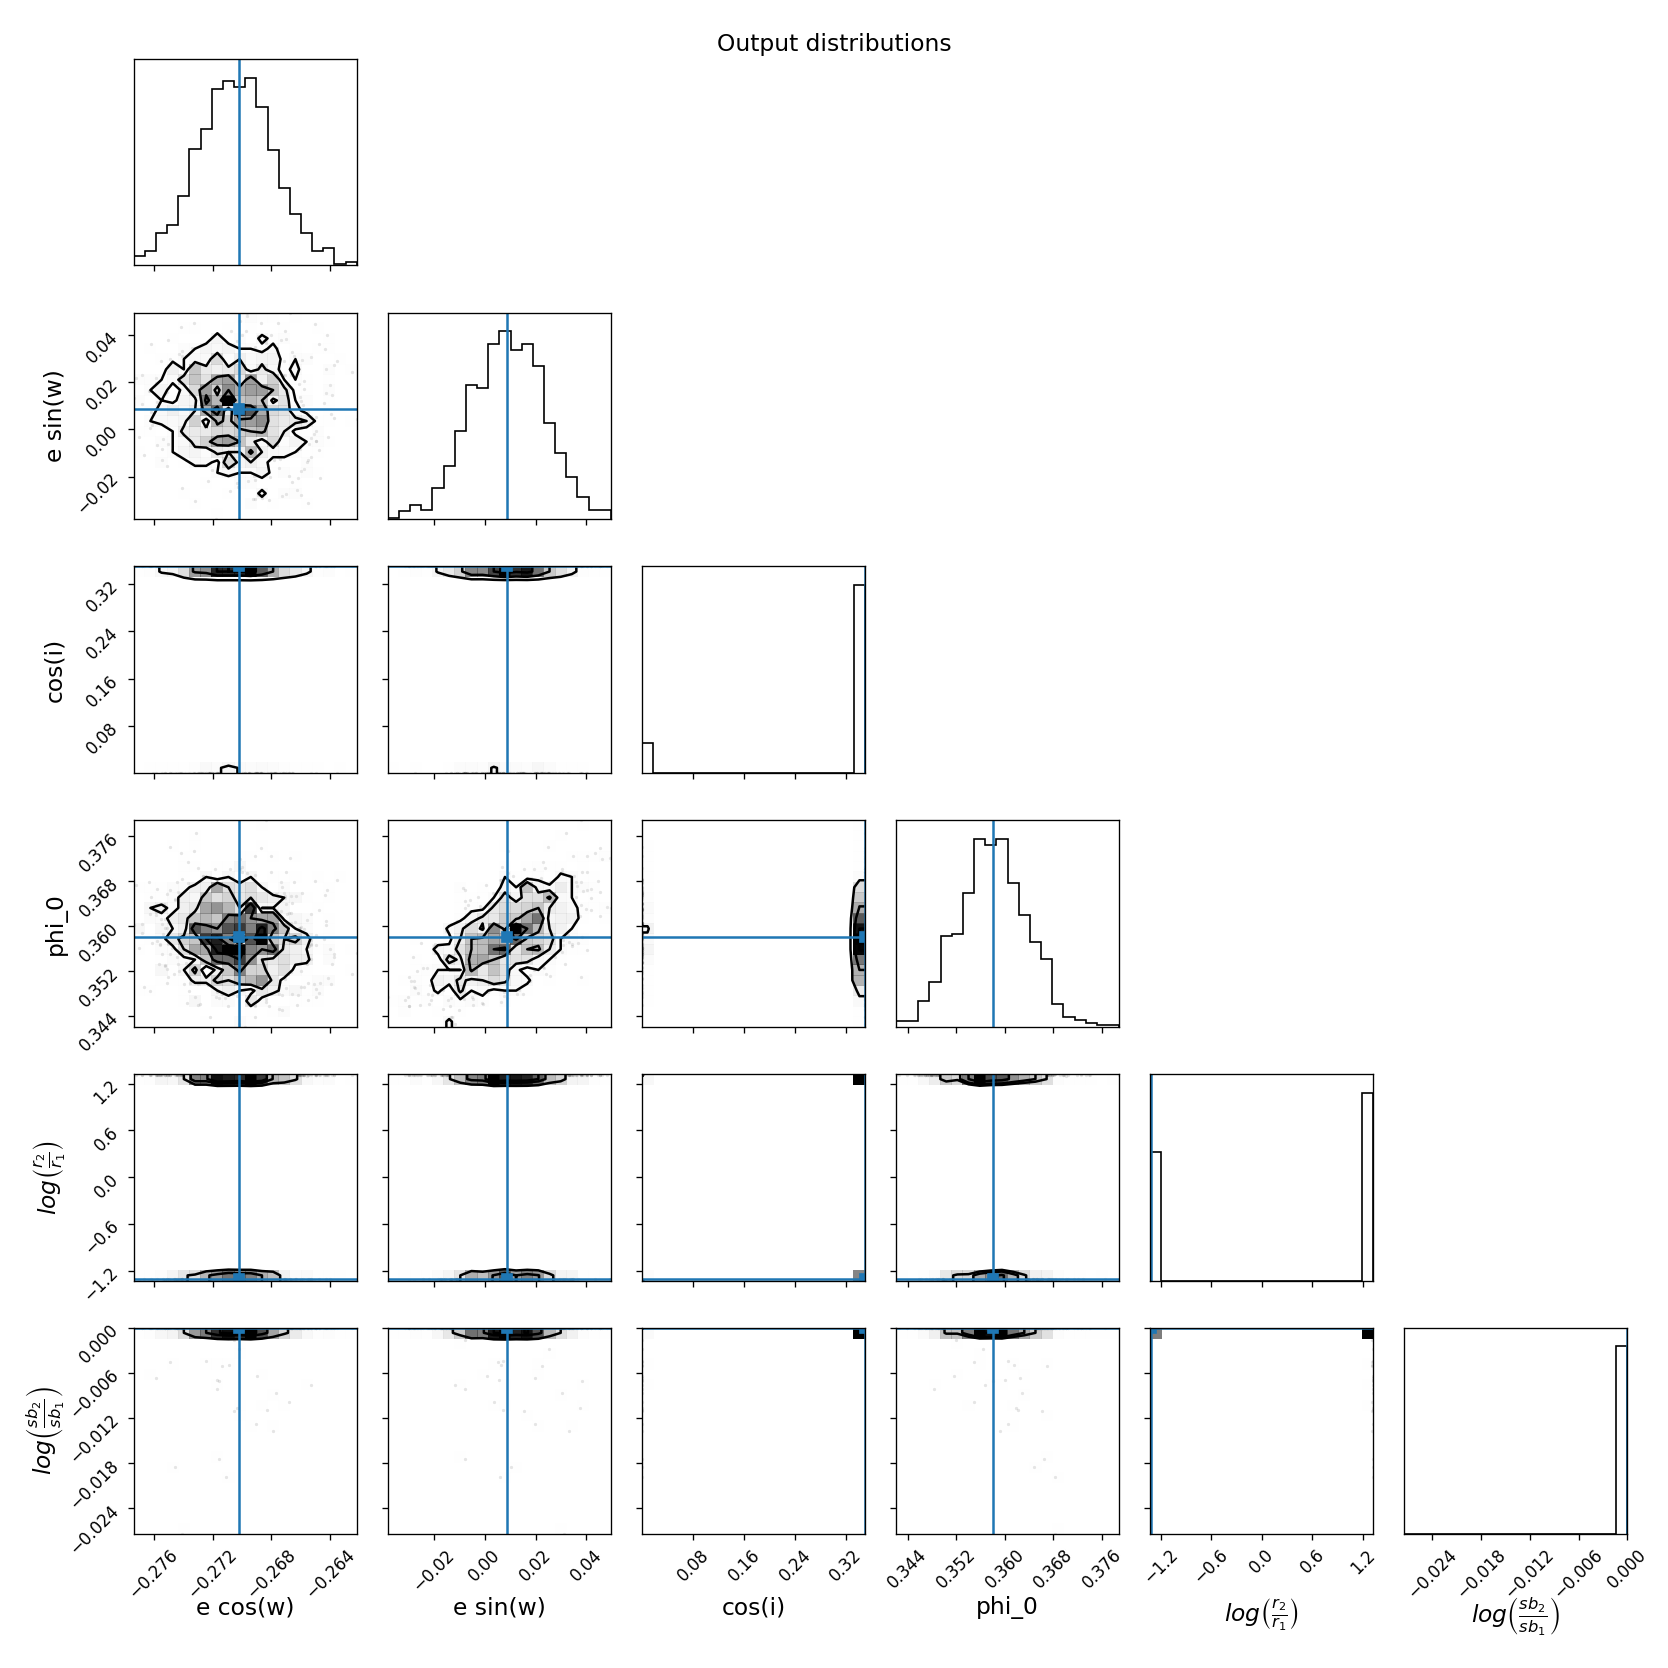 Output distributions
e sin(w)
0.04
0.02
0.00
−0.02
cos(i)
0.32
0.24
0.16
0.08
phi_0
0.376
0.368
0.360
0.352
0.344
log(r₂/r₁)
1.2
0.6
0.0
−0.6
−1.2
log(sb₂/sb₁)
0.000
−0.006
−0.012
−0.018
−0.024
−0.276 −0.272 −0.268 −0.264
e cos(w)
−0.02 0.00 0.02 0.04
e sin(w)
0.08 0.16 0.24 0.32
cos(i)
0.344 0.352 0.360 0.368 0.376
phi_0
−1.2 −0.6 0.0 0.6 1.2
log(r₂/r₁)
−0.024 −0.018 −0.012 −0.006 0.000
log(sb₂/sb₁)